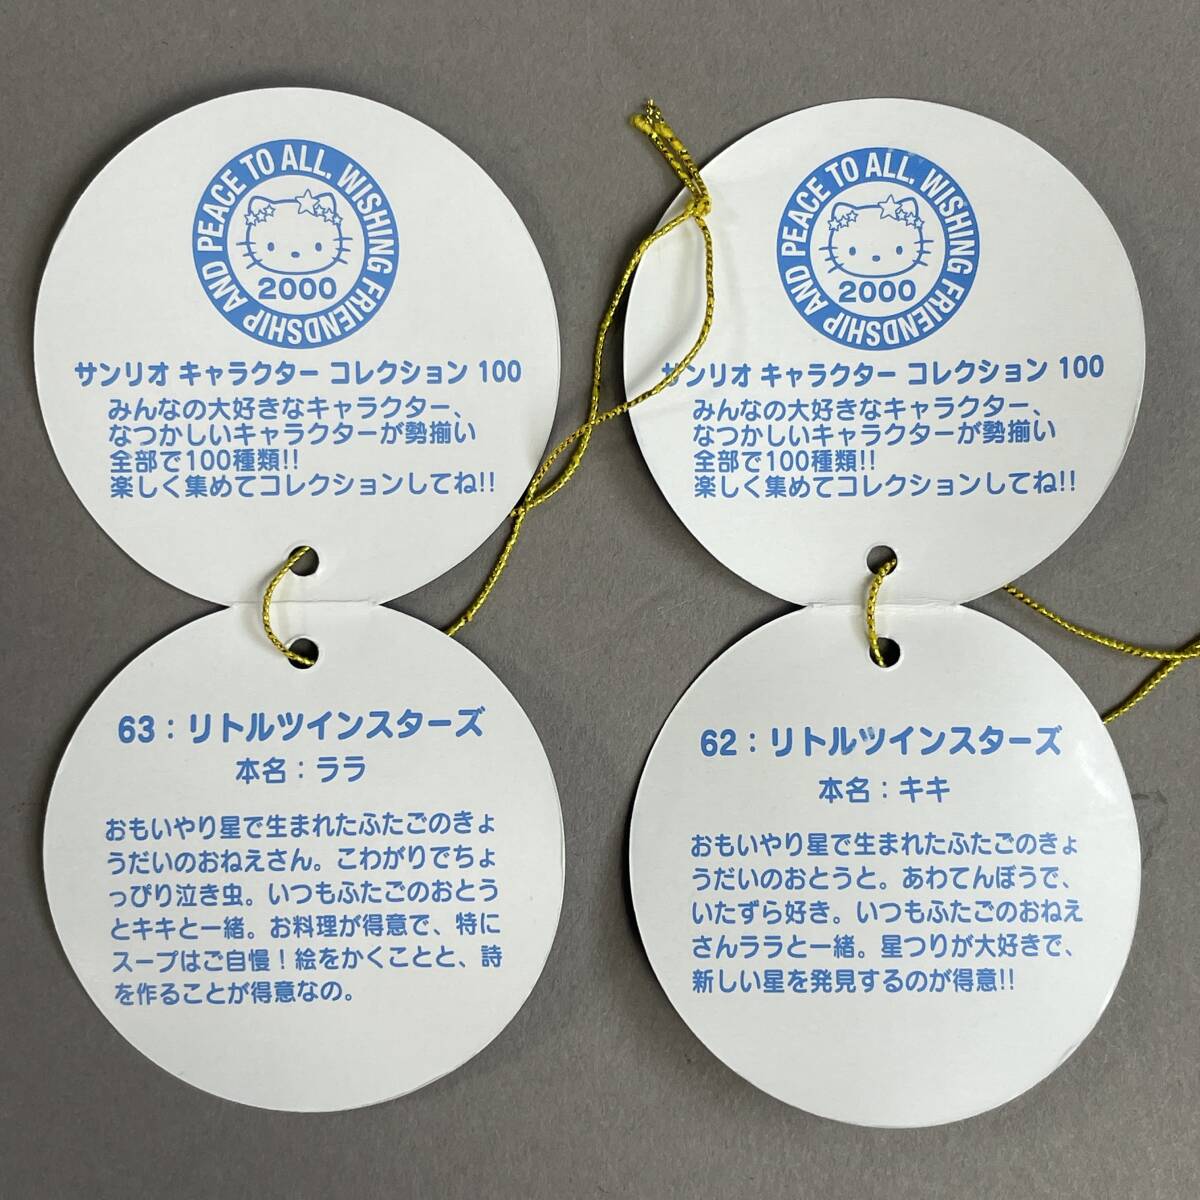 PEACE TO ALL. WISHING FRIENDSHIP AND
2000
サンリオ キャラクター コレクション 100
みんなの大好きなキャラクター、
なつかしいキャラクターが勢揃い
全部で100種類!!
楽しく集めてコレクションしてね!!
63：リトルツインスターズ
本名：ララ
おもいやり星で生まれたふたごのきょ
うだいのおねえさん。こわがりでちょ
っぴり泣き虫。いつもふたごのおとう
とキキと一緒。お料理が得意で、特に
スープはご自慢！絵をかくことと、詩
を作ることが得意なの。
PEACE TO ALL. WISHING FRIENDSHIP AND
2000
サンリオ キャラクター コレクション 100
みんなの大好きなキャラクター、
なつかしいキャラクターが勢揃い
全部で100種類!!
楽しく集めてコレクションしてね!!
62：リトルツインスターズ
本名：キキ
おもいやり星で生まれたふたごのきょ
うだいのおとうと。あわてんぼうで、
いたずら好き。いつもふたごのおねえ
さんララと一緒。星つりが大好きで、
新しい星を発見するのが得意!!